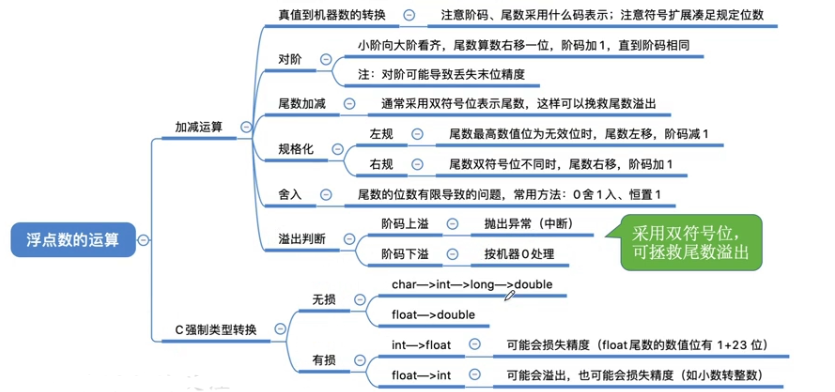 浮点数的运算
加减运算
真值到机器数的转换
注意阶码、尾数采用什么码表示；注意符号扩展凑足规定位数
对阶
小阶向大阶看齐，尾数算数右移一位，阶码加1，直到阶码相同
注：对阶可能导致丢失末位精度
尾数加减
通常采用双符号位表示尾数，这样可以挽救尾数溢出
规格化
左规
尾数最高数值位为无效位时，尾数左移，阶码减1
右规
尾数双符号位不同时，尾数右移，阶码加1
舍入
尾数的位数有限导致的问题，常用方法：0舍1入、恒置1
溢出判断
阶码上溢
抛出异常（中断）
阶码下溢
按机器0处理
采用双符号位，
可拯救尾数溢出
C强制类型转换
无损
char—>int—>long—>double
float—>double
有损
int—>float
可能会损失精度（float尾数的数值位有 1+23 位）
float—>int
可能会溢出，也可能会损失精度（如小数转整数）